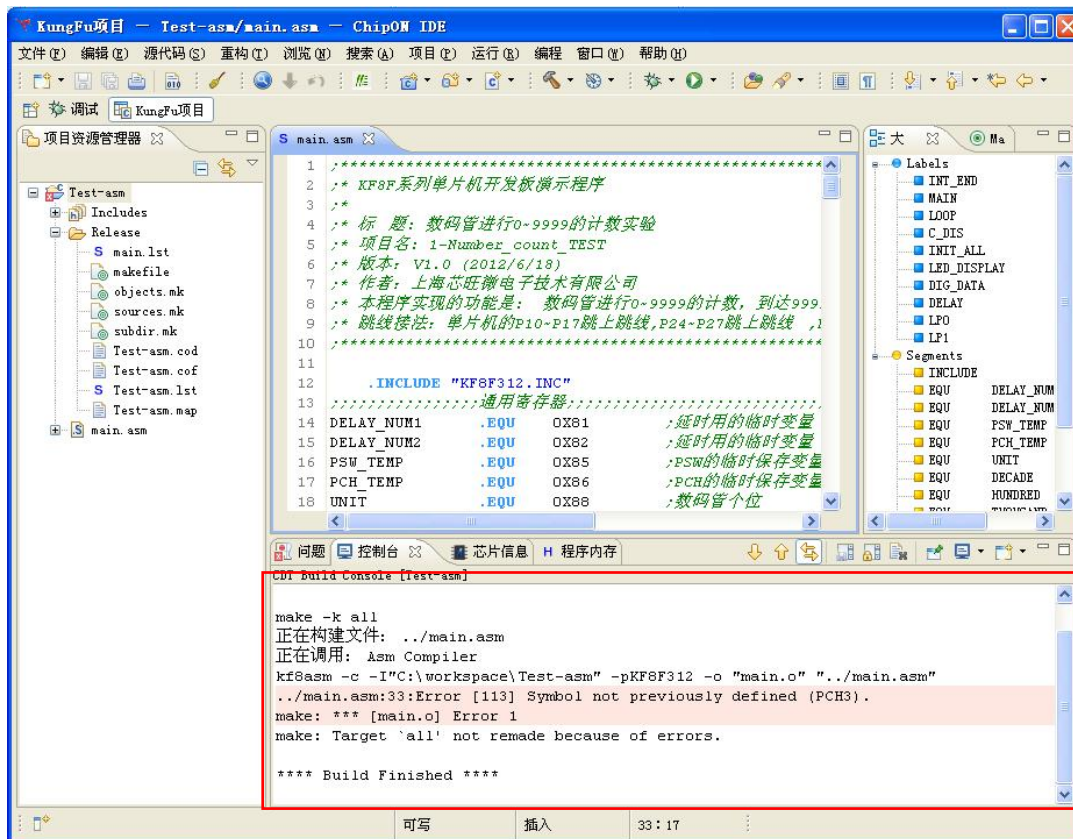 KungFu项目 — Test-asm/main.asm — ChipON IDE
文件(F) 编辑(E) 源代码(S) 重构(T) 浏览(N) 搜索(A) 项目(P) 运行(R) 编程 窗口(W) 帮助(H)
调试 KungFu项目
项目资源管理器
Test-asm
Includes
Release
main.lst
makefile
objects.mk
sources.mk
subdir.mk
Test-asm.cod
Test-asm.cof
Test-asm.lst
Test-asm.map
main.asm
S main.asm
1 ;************************************************************
2 ;* KF8F系列单片机开发板演示程序
3 ;*
4 ;* 标 题: 数码管进行0~9999的计数实验
5 ;* 项目名: 1-Number_count_TEST
6 ;* 版本: V1.0 (2012/6/18)
7 ;* 作者: 上海芯旺微电子技术有限公司
8 ;* 本程序实现的功能是: 数码管进行0~9999的计数, 到达999
9 ;* 跳线接法: 单片机的P10~P17跳上跳线,P24~P27跳上跳线 ,
10 ;************************************************************
11
12 .INCLUDE "KF8F312.INC"
13 ;;;;;;;;;;;;;;;;;通用寄存器;;;;;;;;;;;;;;;;;;;;;;;;;;;;;
14 DELAY_NUM1 .EQU 0X81 ;延时用的临时变量
15 DELAY_NUM2 .EQU 0X82 ;延时用的临时变量
16 PSW_TEMP .EQU 0X85 ;PSW的临时保存变量
17 PCH_TEMP .EQU 0X86 ;PCH的临时保存变量
18 UNIT .EQU 0X88 ;数码管个位
大 Ma
Labels
INT_END
MAIN
LOOP
C_DIS
INIT_ALL
LED_DISPLAY
DIG_DATA
DELAY
LP0
LP1
Segments
INCLUDE
EQU DELAY_NUM
EQU DELAY_NUM
EQU PSW_TEMP
EQU PCH_TEMP
EQU UNIT
EQU DECADE
EQU HUNDRED
EQU THOUSAND
问题 控制台 芯片信息 H 程序内存
CDT Build Console [Test-asm]
make -k all
正在构建文件: ../main.asm
正在调用: Asm Compiler
kf8asm -c -I"C:\workspace\Test-asm" -pKF8F312 -o "main.o" "../main.asm"
../main.asm:33:Error [113] Symbol not previously defined (PCH3).
make: *** [main.o] Error 1
make: Target `all' not remade because of errors.
**** Build Finished ****
可写 插入 33:17